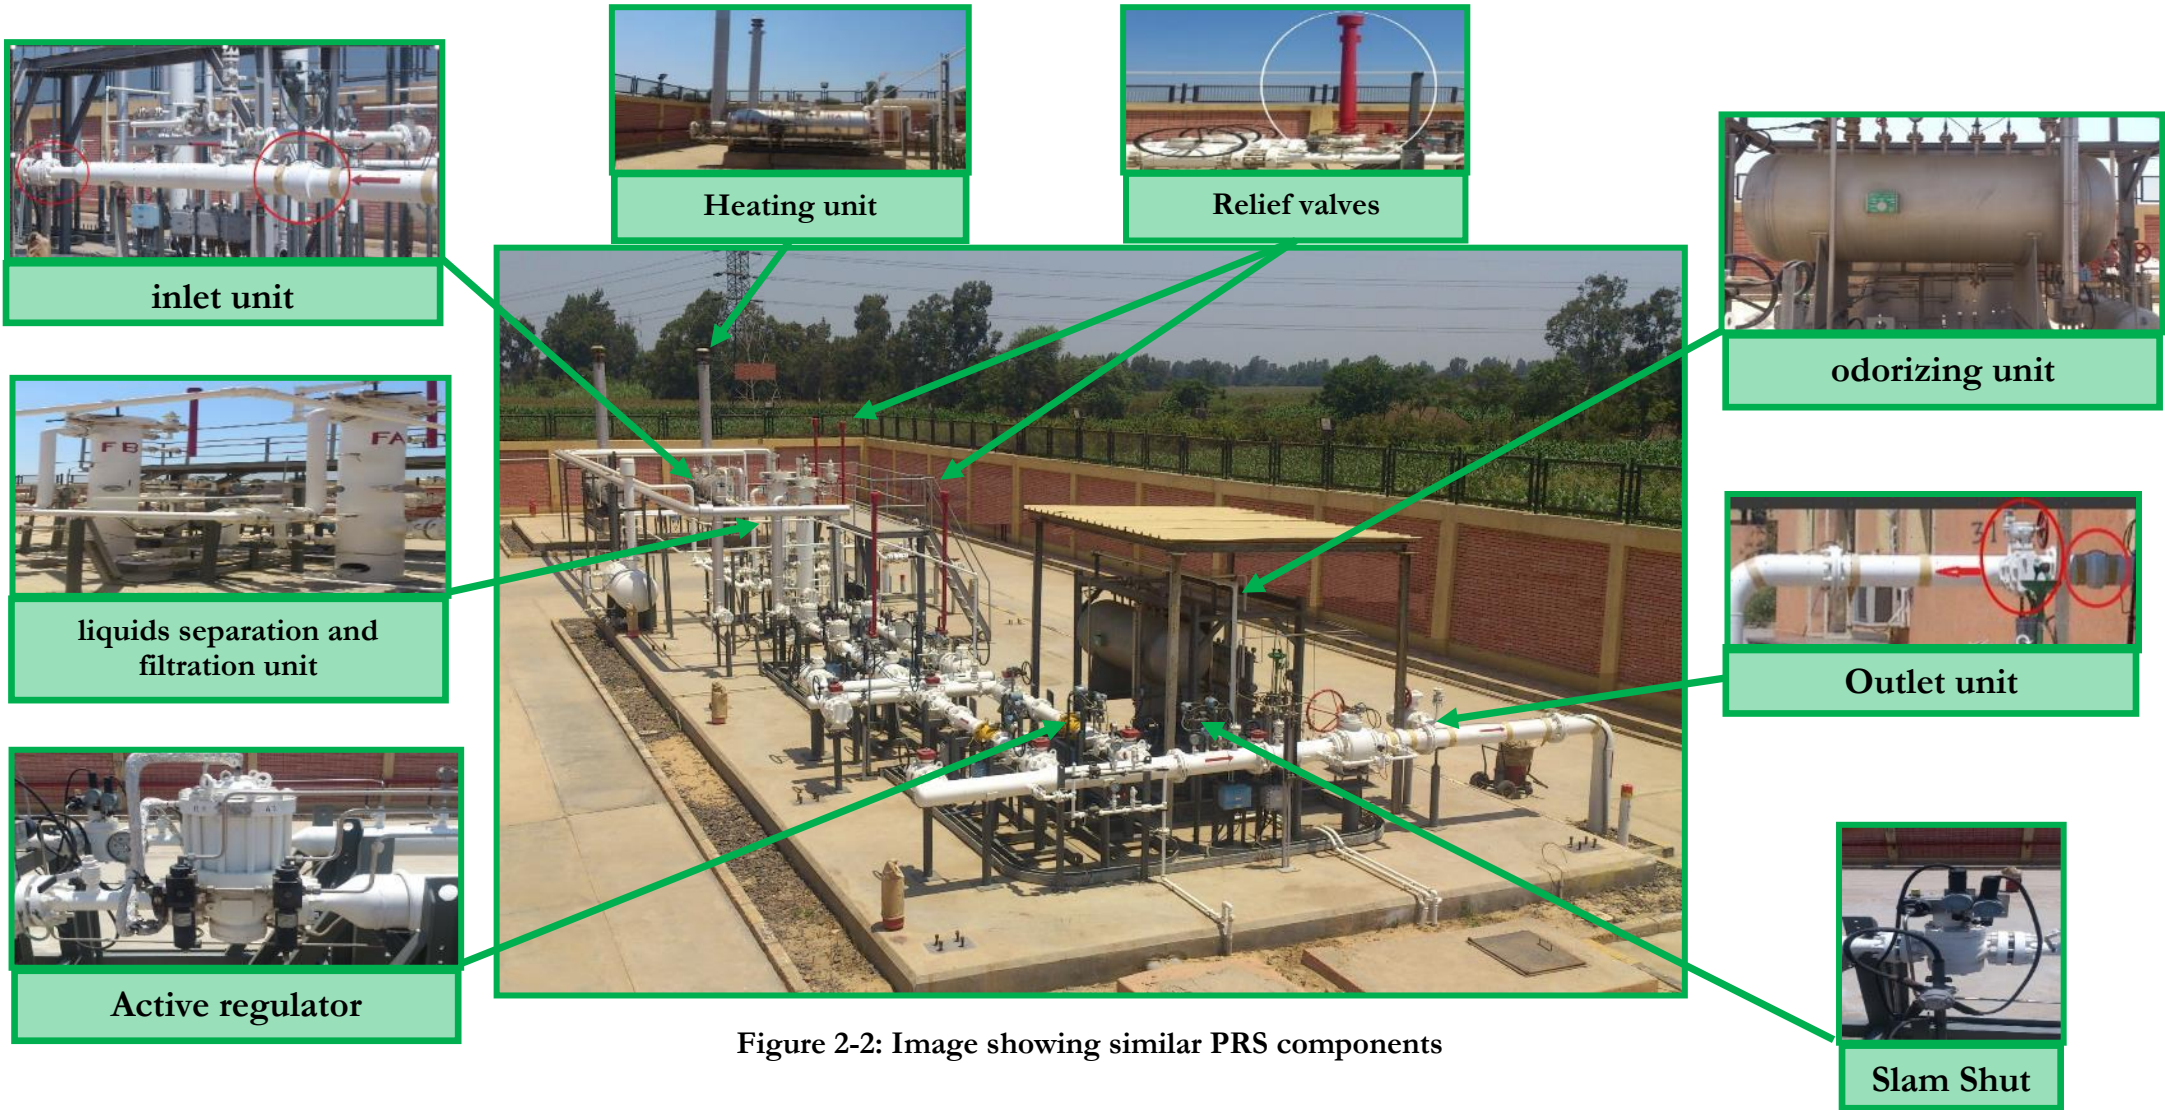 Heating unit
Relief valves
inlet unit
odorizing unit
FB
FA
liquids separation and
filtration unit
31
Outlet unit
Active regulator
Slam Shut
Figure 2-2: Image showing similar PRS components